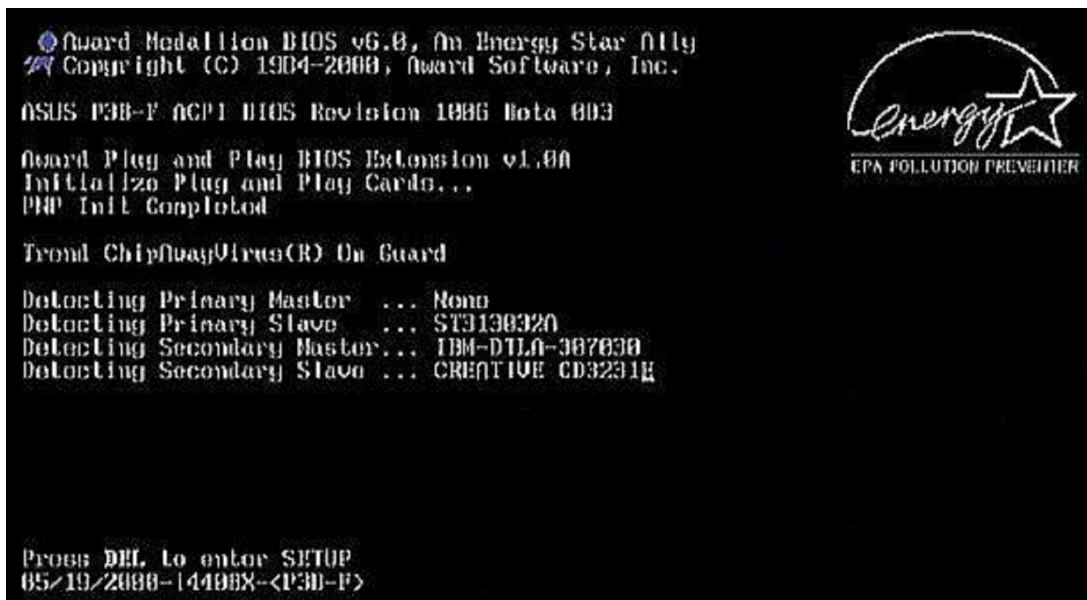 Award Medallion BIOS v6.0, An Energy Star Ally
Copyright (C) 1984-2000, Award Software, Inc.
ASUS P3B-F ACPI BIOS Revision 1006 Beta 003
Award Plug and Play BIOS Extension v1.0A
Initialize Plug and Play Cards...
PNP Init Completed
Trend ChipAwayVirus(R) On Guard
Detecting Primary Master ... None
Detecting Primary Slave ... ST313032A
Detecting Secondary Master... IBM-DTLA-307030
Detecting Secondary Slave ... CREATIVE CD3231E
energy
EPA POLLUTION PREVENTER
Press DEL to enter SETUP
05/19/2000-i440BX-<P3B-F>